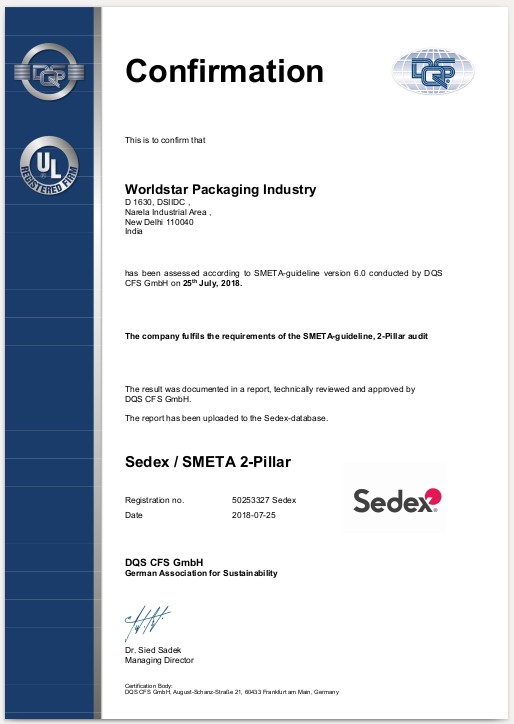 DQS
Confirmation
DQS
UL
REGISTERED FIRM
This is to confirm that
Worldstar Packaging Industry
D 1630, DSIIDC ,
Narela Industrial Area ,
New Delhi 110040
India
has been assessed according to SMETA-guideline version 6.0 conducted by DQS
CFS GmbH on 25th July, 2018.
The company fulfils the requirements of the SMETA-guideline, 2-Pillar audit
The result was documented in a report, technically reviewed and approved by
DQS CFS GmbH.
The report has been uploaded to the Sedex-database.
Sedex / SMETA 2-Pillar
Registration no. 50253327 Sedex
Date 2018-07-25
Sedex®
DQS CFS GmbH
German Association for Sustainability
Dr. Sied Sadek
Managing Director
Certification Body:
DQS CFS GmbH, August-Schanz-Straße 21, 60433 Frankfurt am Main, Germany